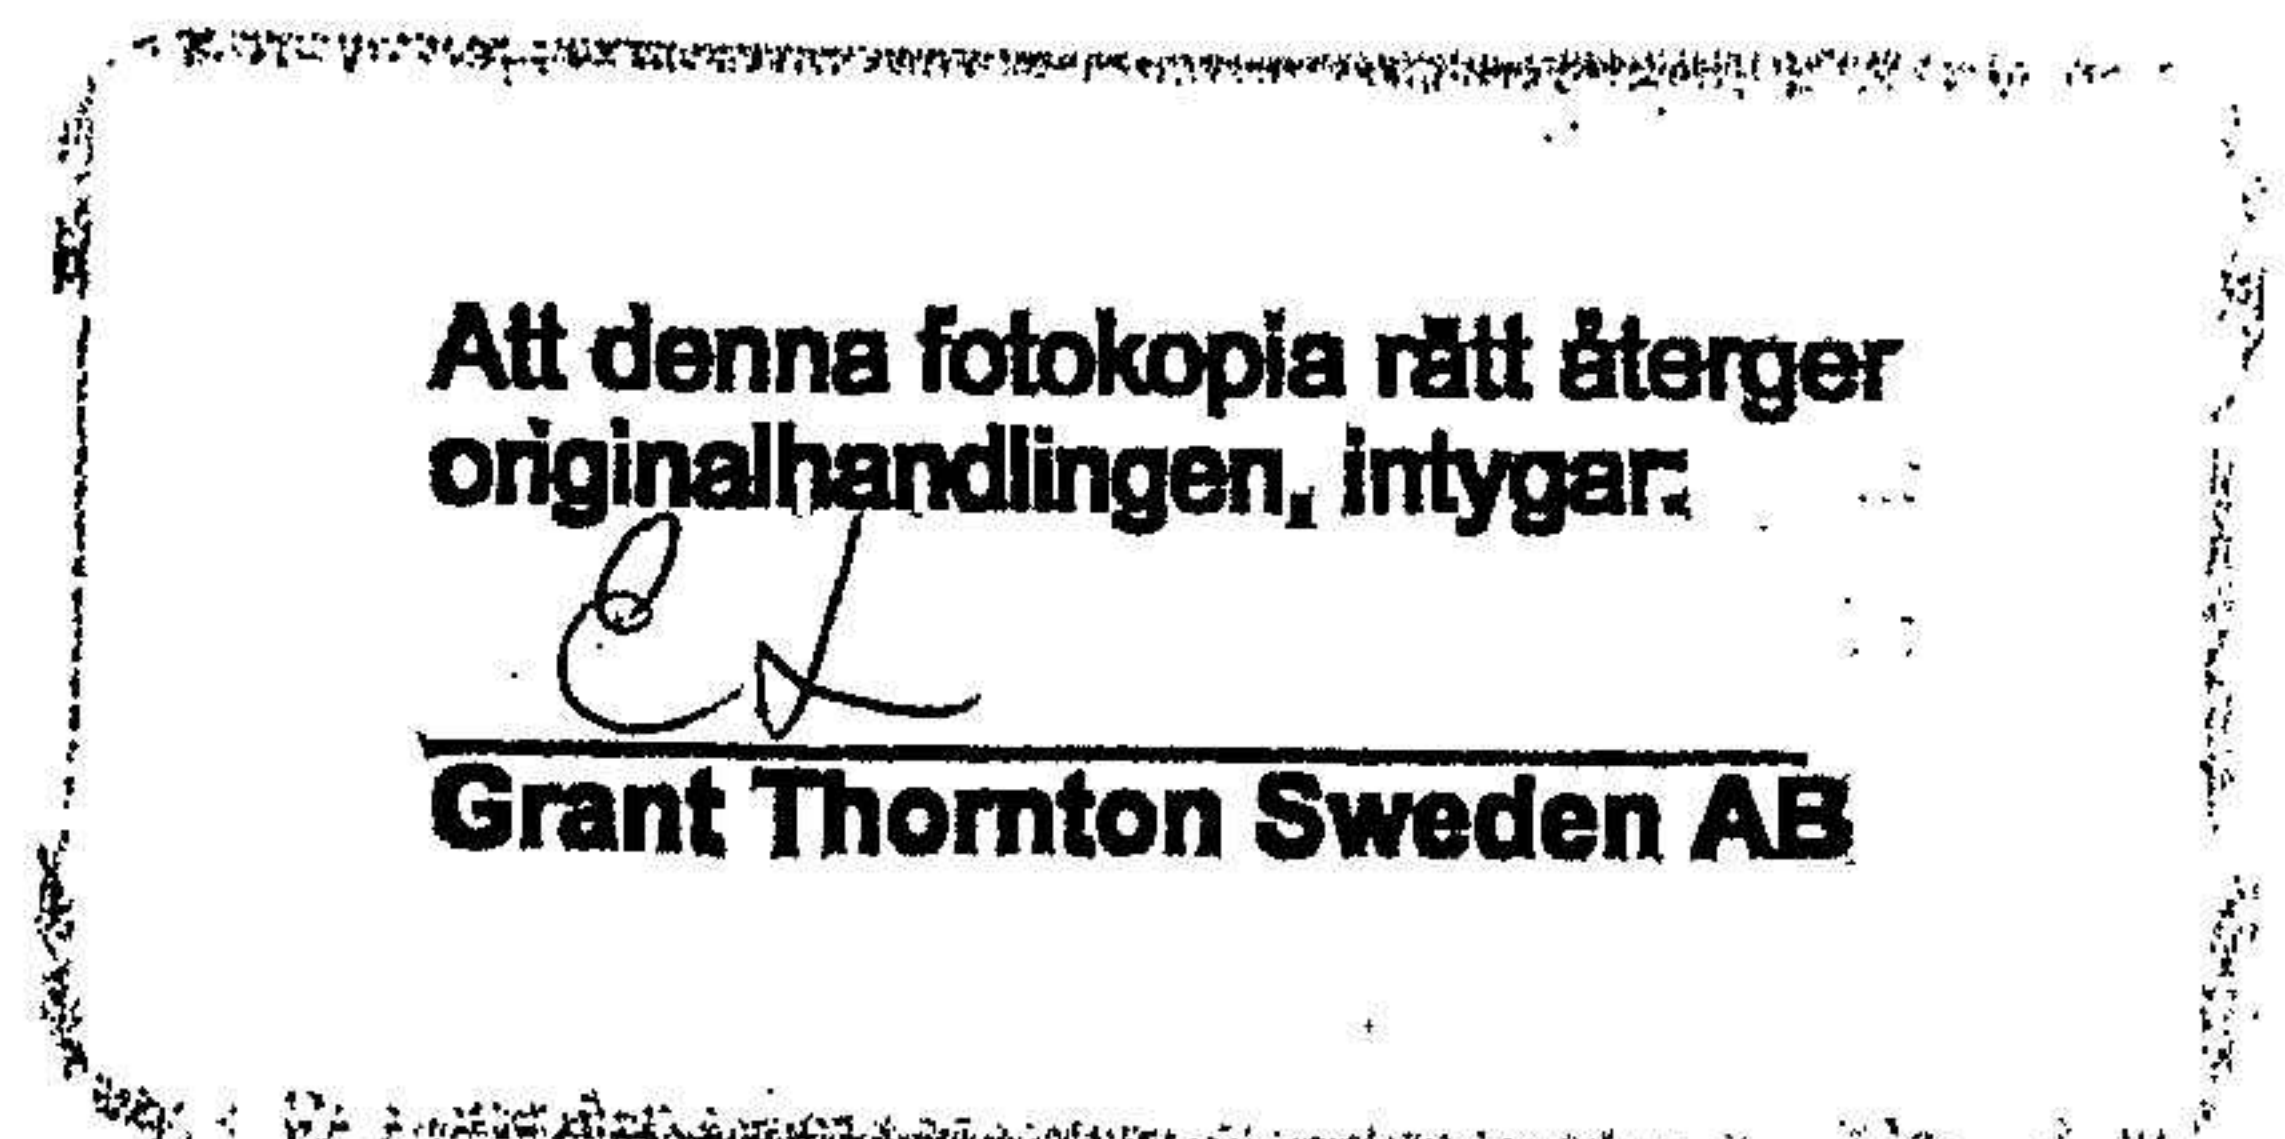 Att denna fotokopia rätt återger
originalhandlingen, intygar:
Grant Thornton Sweden AB